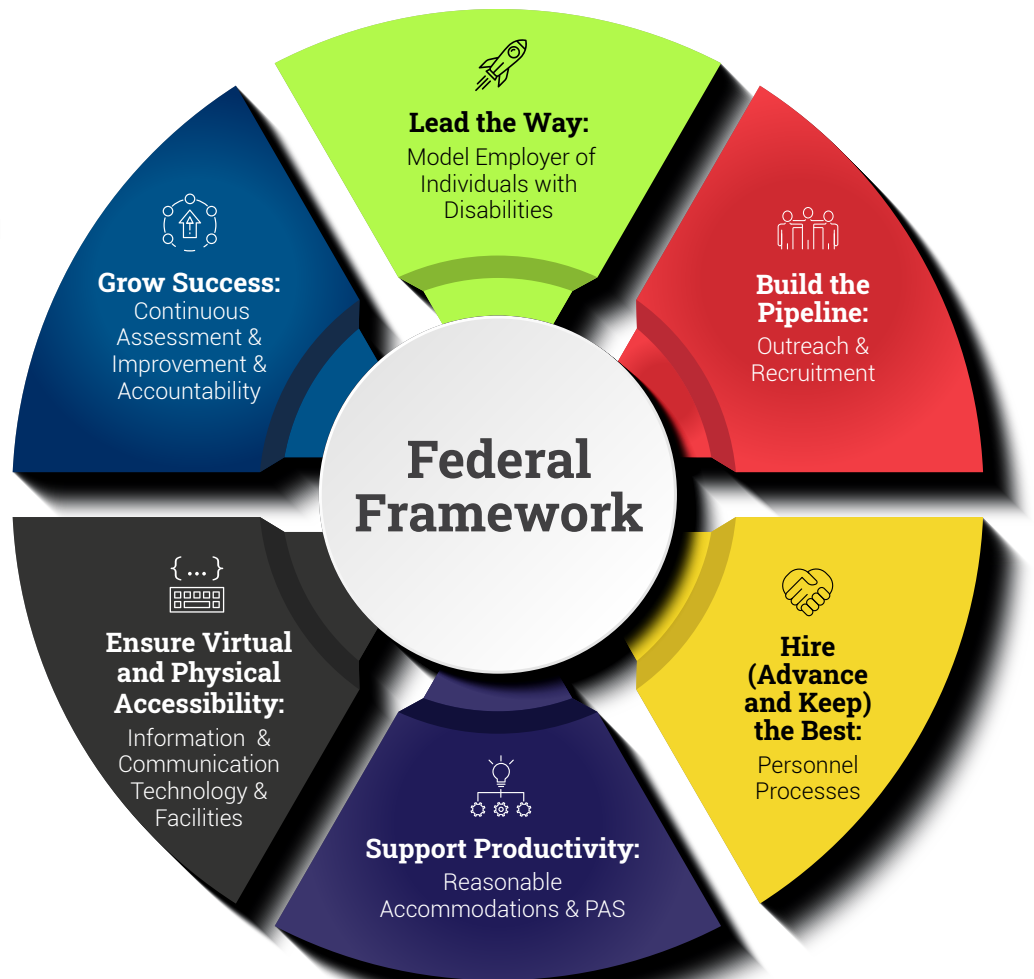 Lead the Way:
Model Employer of
Individuals with
Disabilities
Build the
Pipeline:
Outreach &
Recruitment
Hire
(Advance
and Keep)
the Best:
Personnel
Processes
Support Productivity:
Reasonable
Accommodations & PAS
Ensure Virtual
and Physical
Accessibility:
Information &
Communication
Technology &
Facilities
Grow Success:
Continuous
Assessment &
Improvement &
Accountability
Federal
Framework
{...}